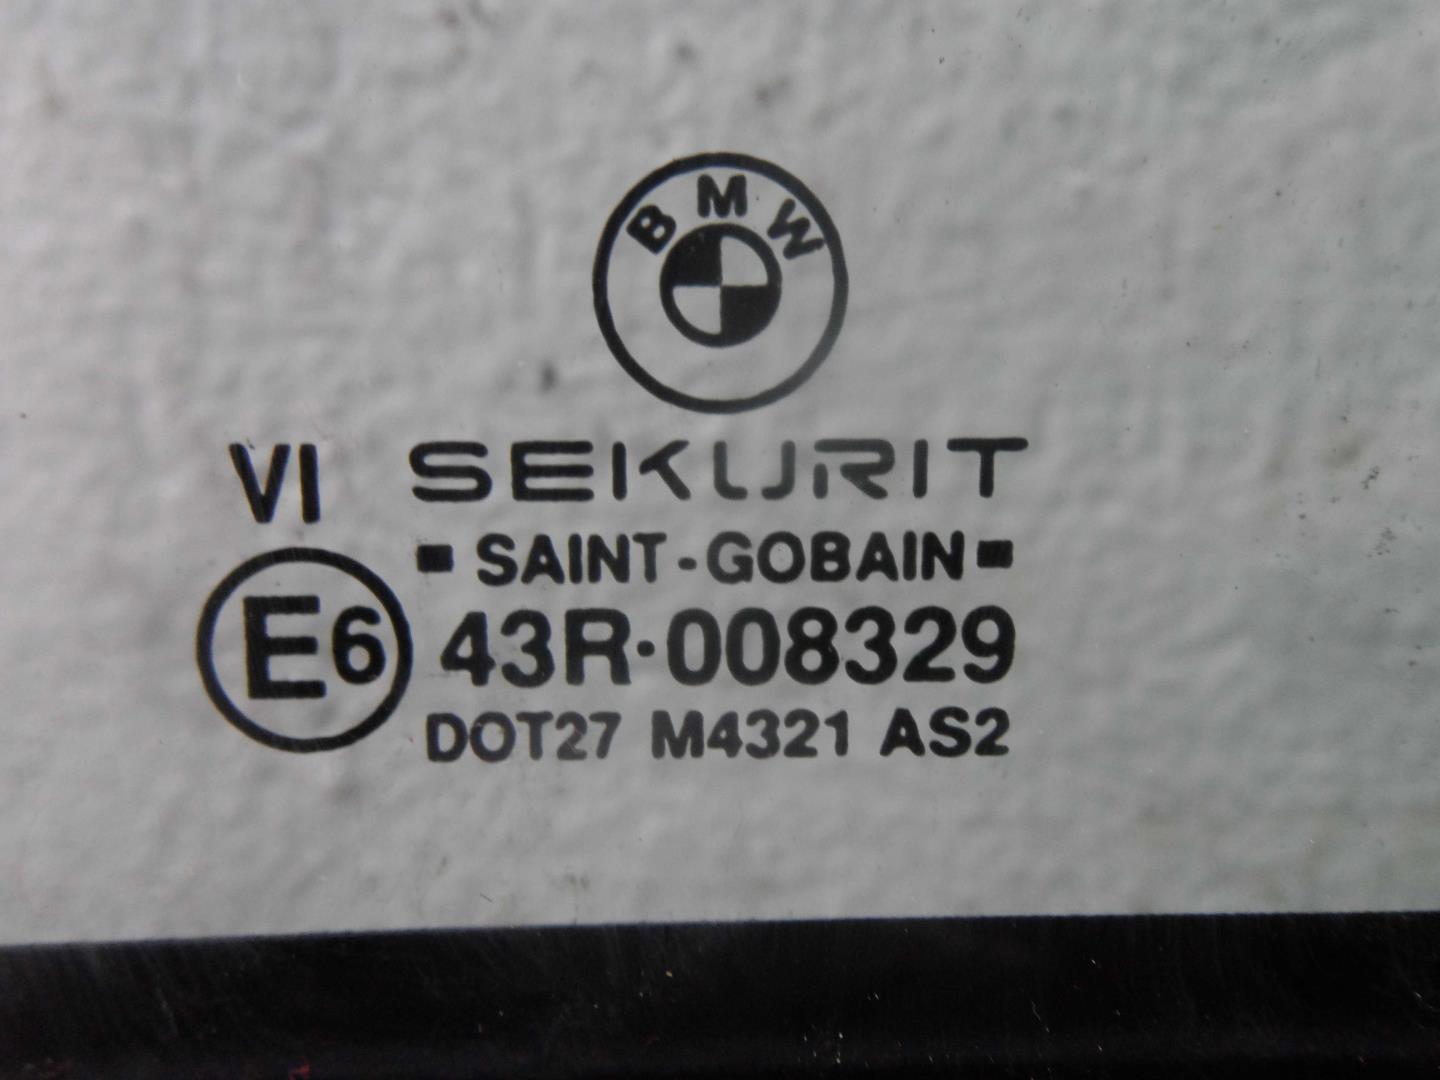 BMW
VI SEKURIT
SAINT-GOBAIN
E6 43R·008329
DOT27 M4321 AS2